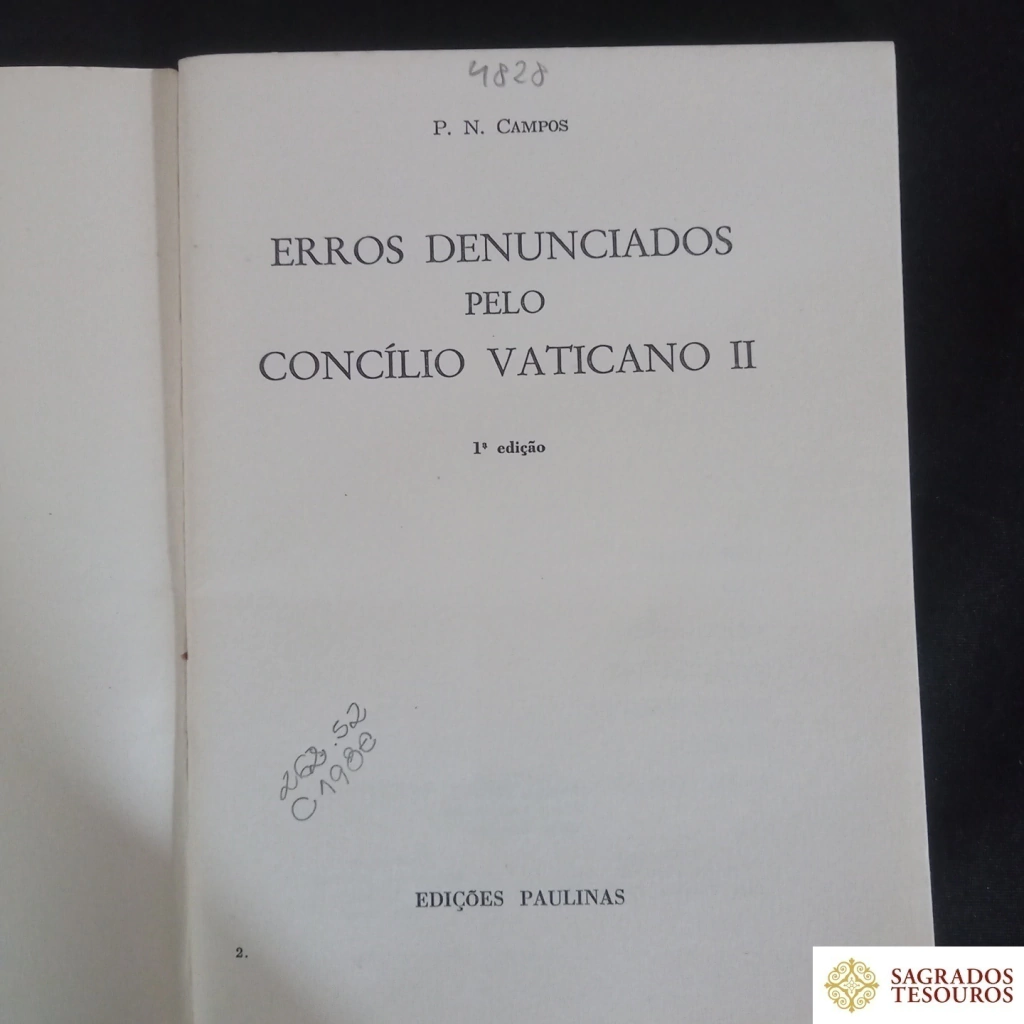 4828
P. N. CAMPOS
ERROS DENUNCIADOS
PELO
CONCÍLIO VATICANO II
1ª edição
262.52
C198e
EDIÇÕES PAULINAS
2.
SAGRADOS
TESOUROS